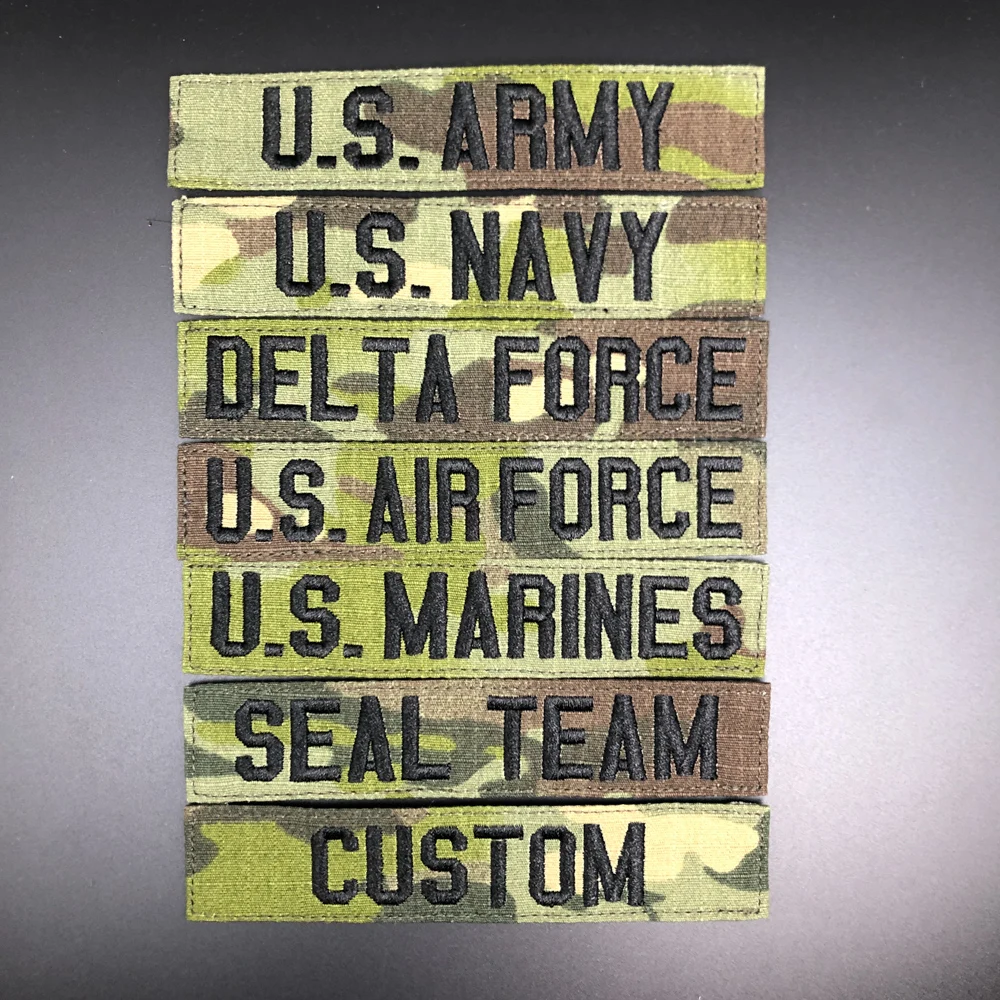 U.S. ARMY
U.S. NAVY
DELTA FORCE
U.S. AIR FORCE
U.S. MARINES
SEAL TEAM
CUSTOM